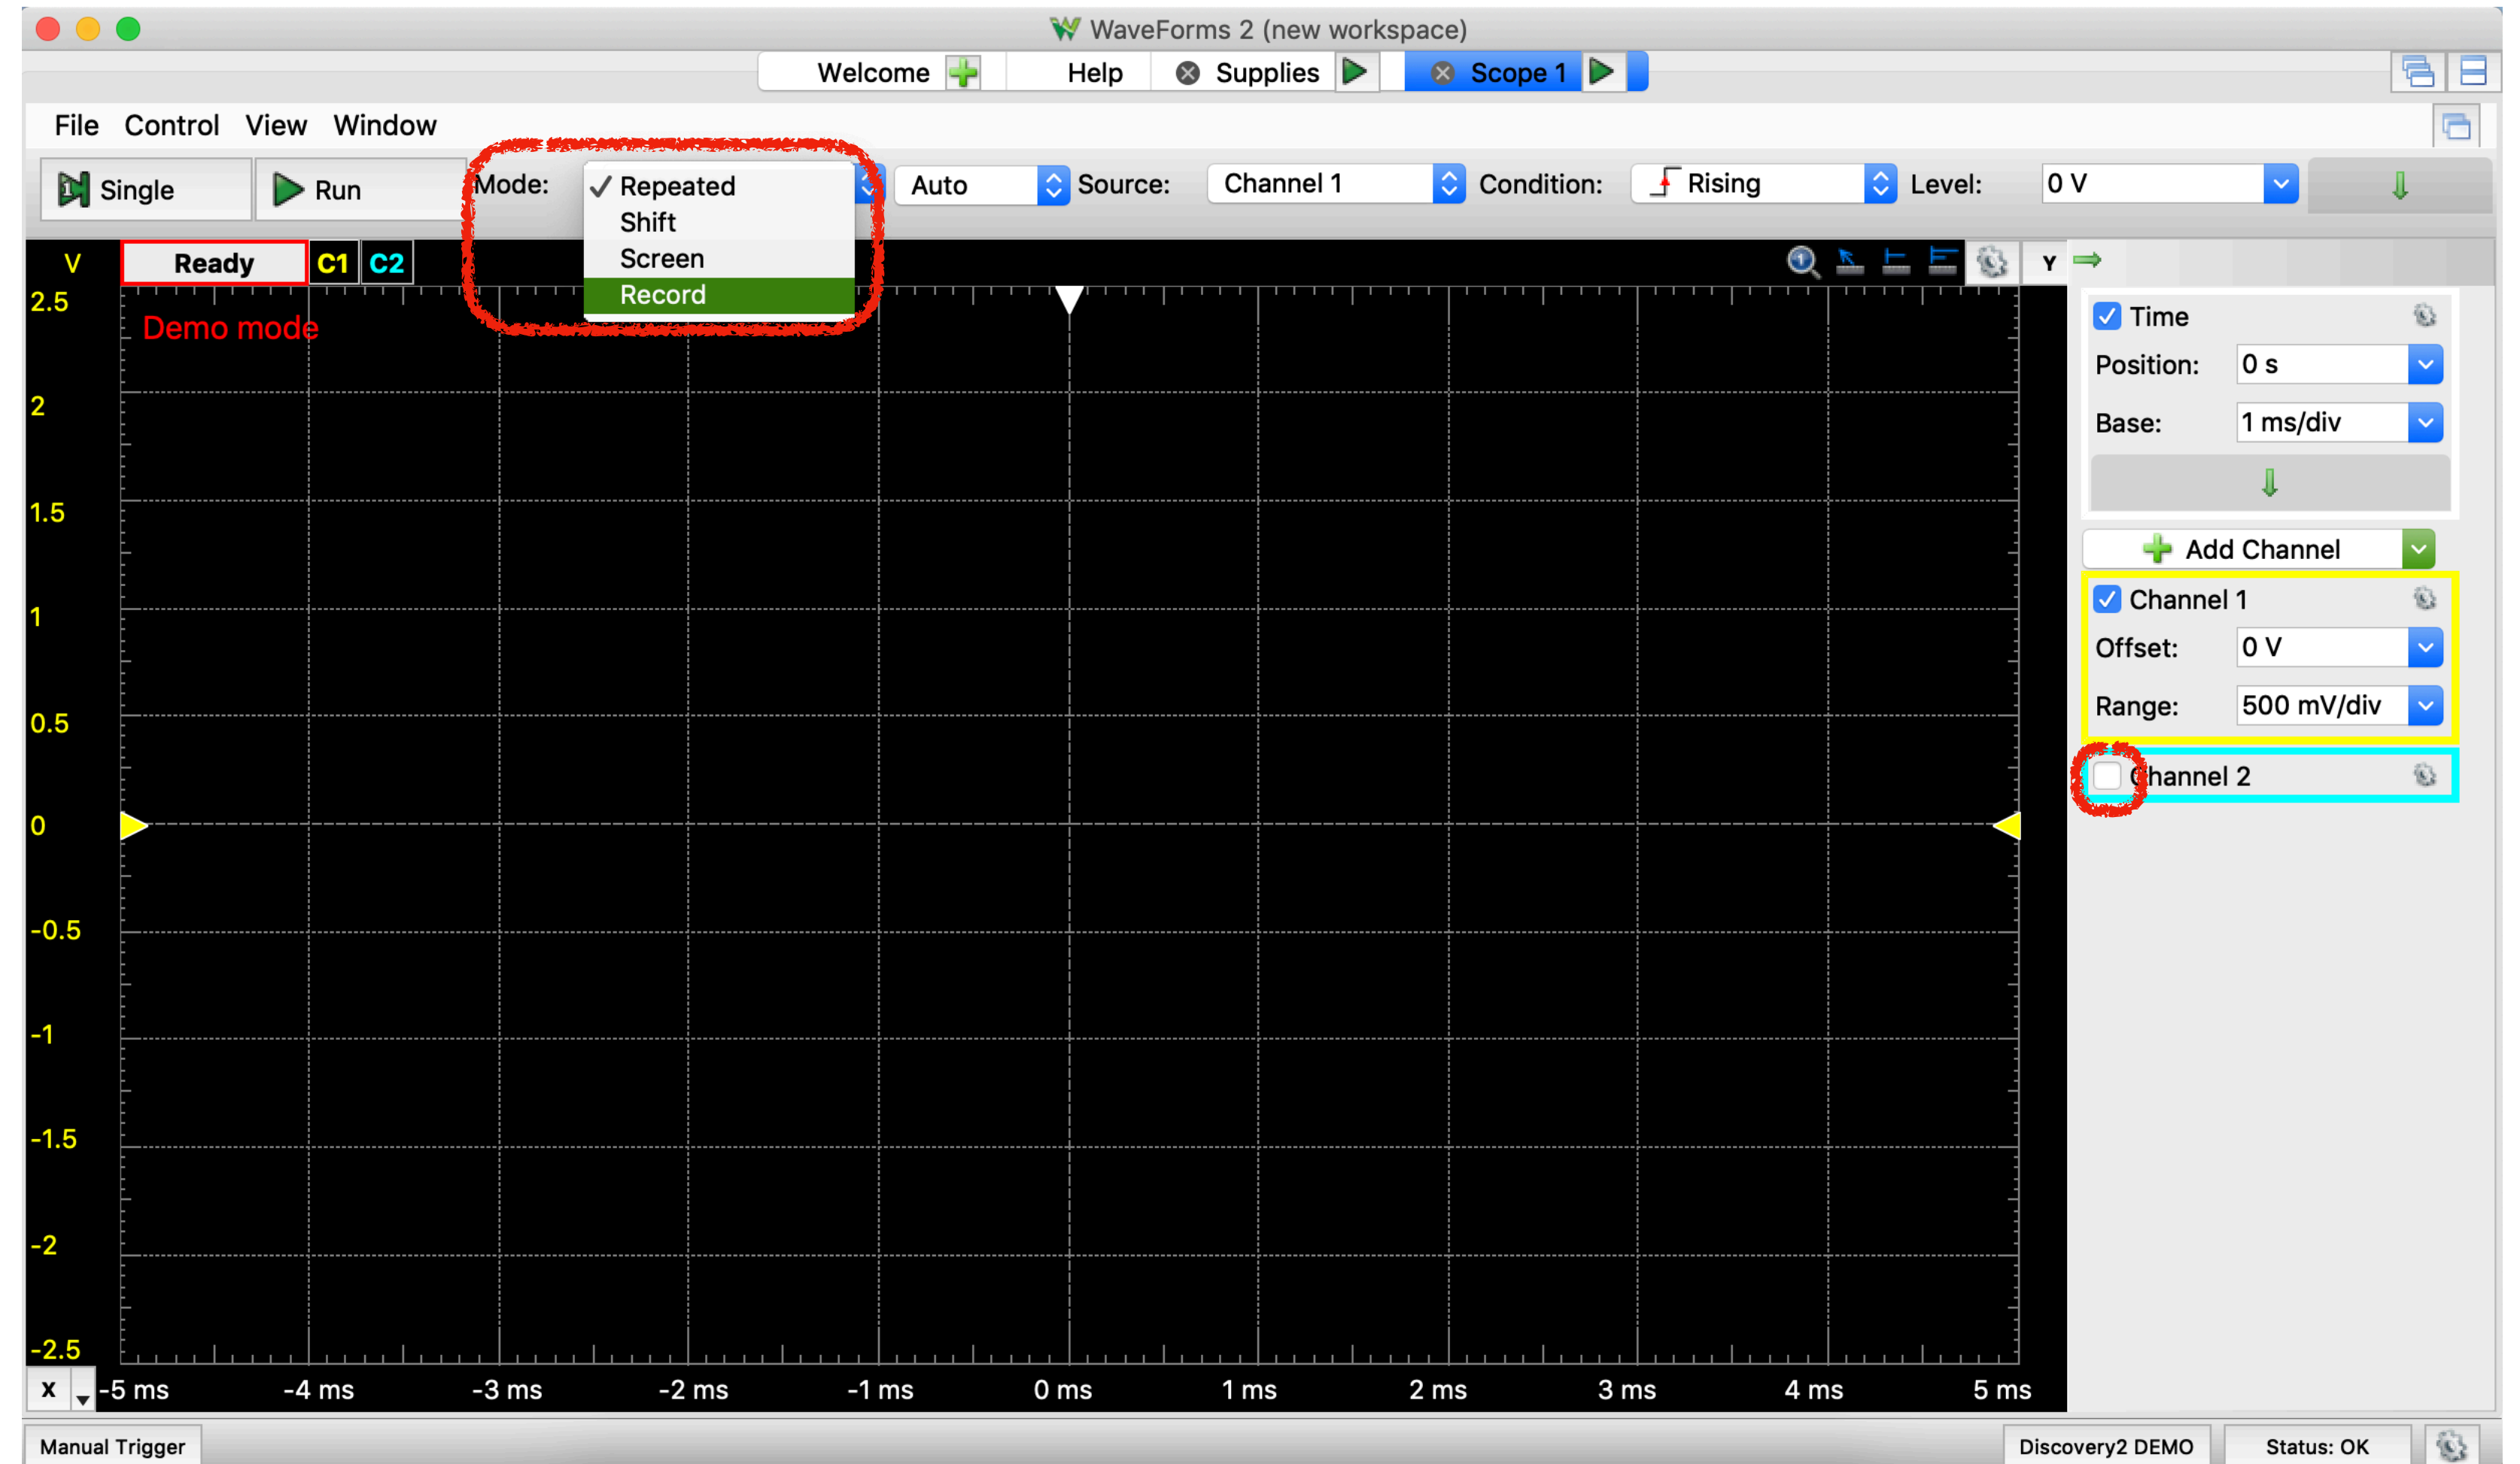 WaveForms 2 (new workspace)
Welcome Help Supplies Scope 1
File Control View Window
Single Run Mode: ✓ Repeated Auto Source: Channel 1 Condition: Rising Level: 0 V
Shift
Screen
Record
V Ready C1 C2 Y
Demo mode
2.5
2
1.5
1
0.5
0
-0.5
-1
-1.5
-2
-2.5
X -5 ms -4 ms -3 ms -2 ms -1 ms 0 ms 1 ms 2 ms 3 ms 4 ms 5 ms
Time
Position: 0 s
Base: 1 ms/div
Add Channel
Channel 1
Offset: 0 V
Range: 500 mV/div
Channel 2
Manual Trigger Discovery2 DEMO Status: OK